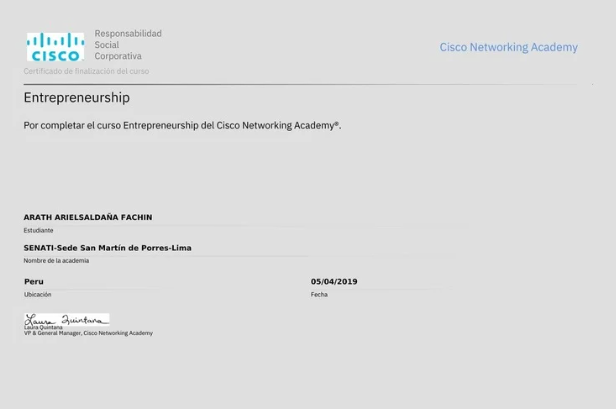 CISCO
Responsabilidad
Social
Corporativa
Cisco Networking Academy
Certificado de finalización del curso
Entrepreneurship
Por completar el curso Entrepreneurship del Cisco Networking Academy®.
ARATH ARIELSALDAÑA FACHIN
Estudiante
SENATI-Sede San Martín de Porres-Lima
Nombre de la academia
Peru
05/04/2019
Ubicación
Fecha
Laura Quintana
Laura Quintana
VP & General Manager, Cisco Networking Academy